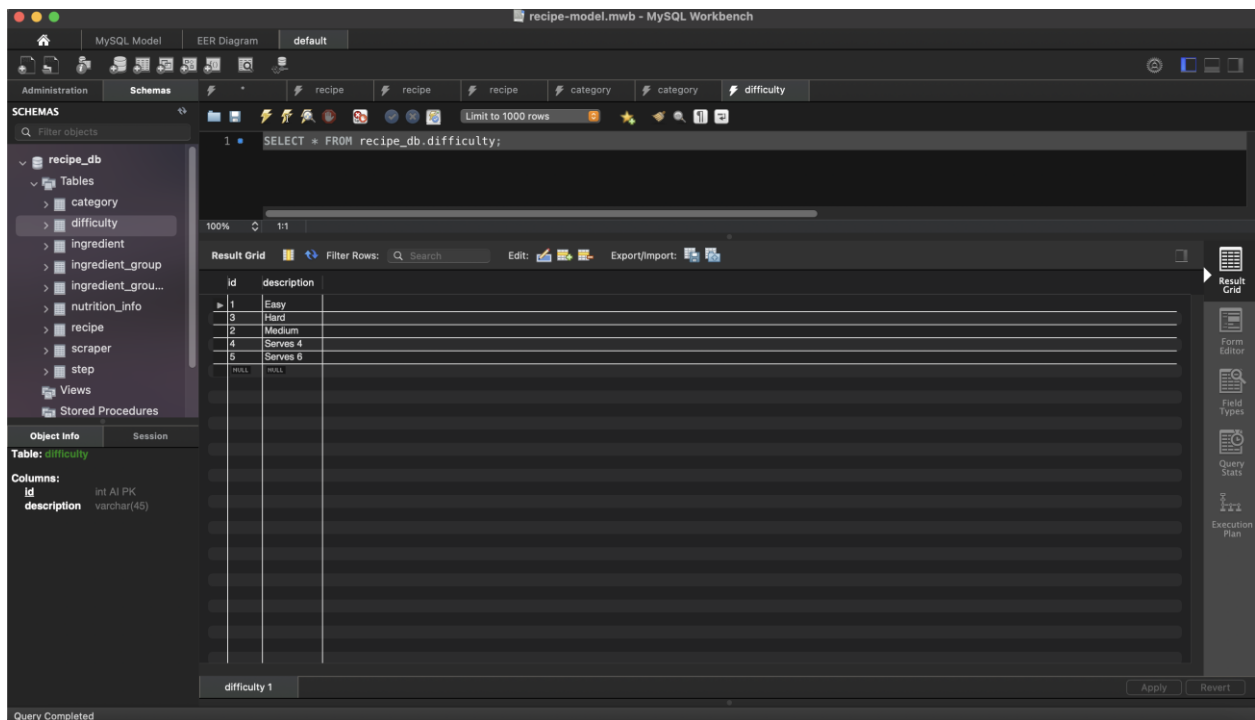 recipe-model.mwb - MySQL Workbench
MySQL Model EER Diagram default
Administration Schemas recipe recipe recipe category category difficulty
SCHEMAS
Filter objects
Limit to 1000 rows
1 SELECT * FROM recipe_db.difficulty;
recipe_db
Tables
category
difficulty
ingredient
ingredient_group
ingredient_grou...
nutrition_info
recipe
scraper
step
Views
Stored Procedures
100% 1:1
Result Grid Filter Rows: Search Edit: Export/Import:
id description
1 Easy
3 Hard
2 Medium
4 Serves 4
5 Serves 6
NULL NULL
Result
Grid
Form
Editor
Field
Types
Query
Stats
Execution
Plan
Object Info Session
Table: difficulty
Columns:
id int AI PK
description varchar(45)
difficulty 1
Apply Revert
Query Completed